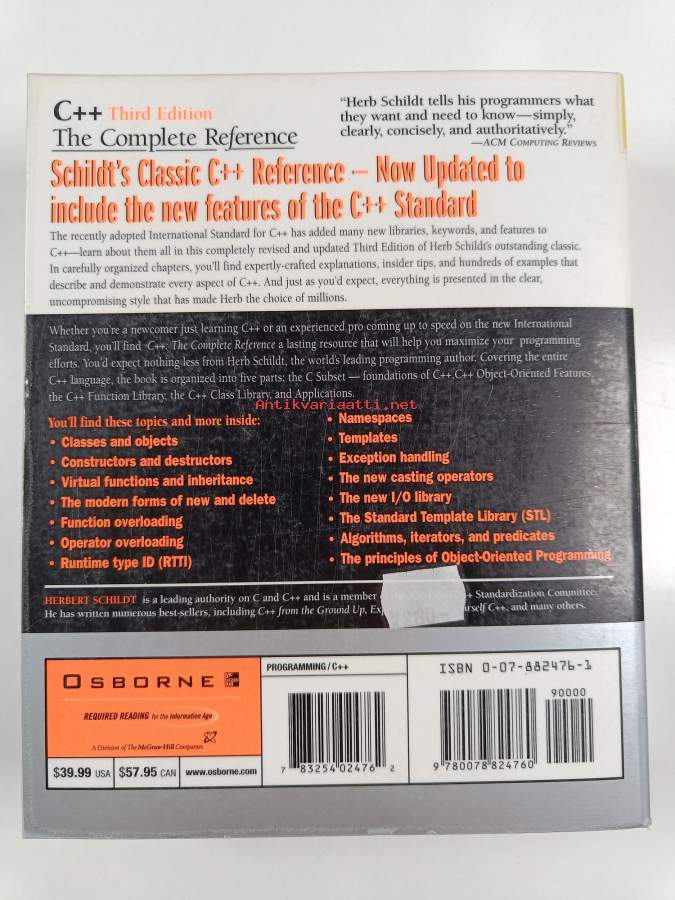 C++ Third Edition
The Complete Reference
“Herb Schildt tells his programmers what
they want and need to know—simply,
clearly, concisely, and authoritatively.”
—ACM COMPUTING REVIEWS
Schildt's Classic C++ Reference – Now Updated to
include the new features of the C++ Standard
The recently adopted International Standard for C++ has added many new libraries, keywords, and features to
C++—learn about them all in this completely revised and updated Third Edition of Herb Schildt's outstanding classic.
In carefully organized chapters, you'll find expertly-crafted explanations, insider tips, and hundreds of examples that
describe and demonstrate every aspect of C++. And just as you'd expect, everything is presented in the clear,
uncompromising style that has made Herb the choice of millions.
Whether you're a newcomer just learning C++ or an experienced pro coming up to speed on the new International
Standard, you'll find C++: The Complete Reference a lasting resource that will help you maximize your programming
efforts. You'd expect nothing less from Herb Schildt, the world's leading programming author. Covering the entire
C++ language, the book is organized into five parts: the C Subset — foundations of C++,C++ Object-Oriented Features,
the C++ Function Library, the C++ Class Library, and Applications.
Antikvariaatti.net
You'll find these topics and more inside:
• Classes and objects
• Constructors and destructors
• Virtual functions and inheritance
• The modern forms of new and delete
• Function overloading
• Operator overloading
• Runtime type ID (RTTI)
• Namespaces
• Templates
• Exception handling
• The new casting operators
• The new I/O library
• The Standard Template Library (STL)
• Algorithms, iterators, and predicates
• The principles of Object-Oriented Programming
HERBERT SCHILDT is a leading authority on C and C++ and is a member Standardization Committee.
He has written numerous best-sellers, including C++ from the Ground Up, C++, and many others.
OSBORNE
REQUIRED READING for the Information Age
A Division of The McGraw-Hill Companies
$39.99 USA
$57.95 CAN
www.osborne.com
PROGRAMMING/C++
7 83254 02476 2
ISBN 0-07-882476-1
90000
9 780078 824760